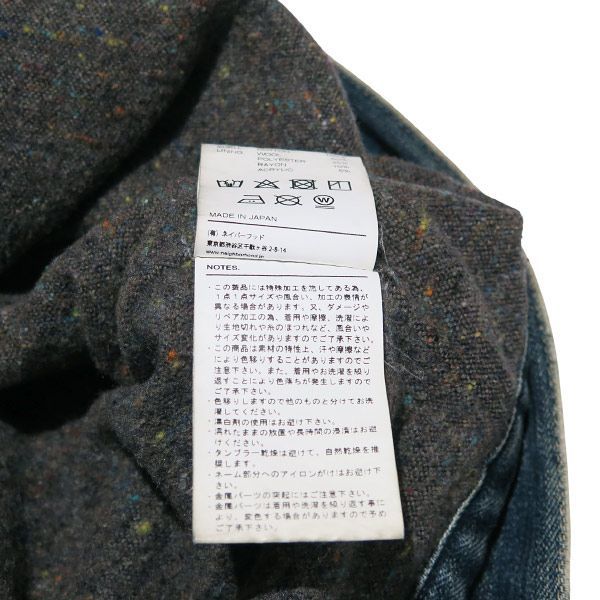 LINING
WOOL
POLYESTER
RAYON
ACRYLIC
MADE IN JAPAN
(有) ネイバーフッド
東京都渋谷区千駄ヶ谷 2-8-14
www.neighborhood.jp
NOTES.
・この製品には特殊加工を施してある為、
1点1点サイズや風合い、加工の表情が
異なる場合があります。又、ダメージや
リペア加工の為、着用や摩擦、洗濯によ
り生地切れや糸のほつれなど、風合いや
サイズ変化がありますのでご了承下さい。
・この商品は素材の特性上、汗や摩擦など
により色移りすることがありますのでご
注意下さい。また、着用やお洗濯を繰り
返すことにより色落ちが発生しますので
ご了承下さい。
・色移りしますので他のものと分けてお洗
濯して下さい。
・漂白剤の使用はお避け下さい。
・濡れたままの放置や長時間の浸漬はお避
けください。
・タンブラー乾燥は避けて、自然乾燥を推
奨します。
・ネーム部分へのアイロンがけはお避け下
さい。
・金属パーツの突起にはご注意下さい。
・金属パーツは着用や洗濯を繰り返す事に
より、変色する場合がありますので予め
ご了承下さい。